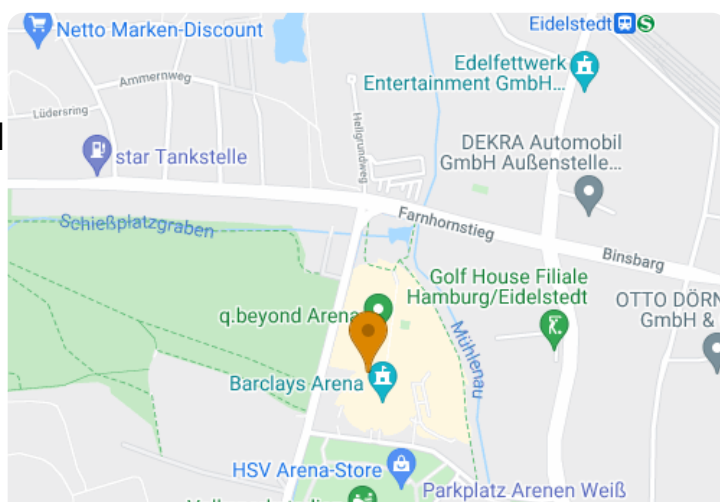 Netto Marken-Discount
Eidelstedt
S
Edelfettwerk
Entertainment GmbH...
Ammernweg
Lüdersring
Hellgrundweg
star Tankstelle
DEKRA Automobil
GmbH Außenstelle...
Schießplatzgraben
Farnhornstieg
Binsbarg
Golf House Filiale
Hamburg/Eidelstedt
OTTO DÖRN
GmbH &
q.beyond Arena
Mühlenau
Barclays Arena
HSV Arena-Store
Parkplatz Arenen Weiß